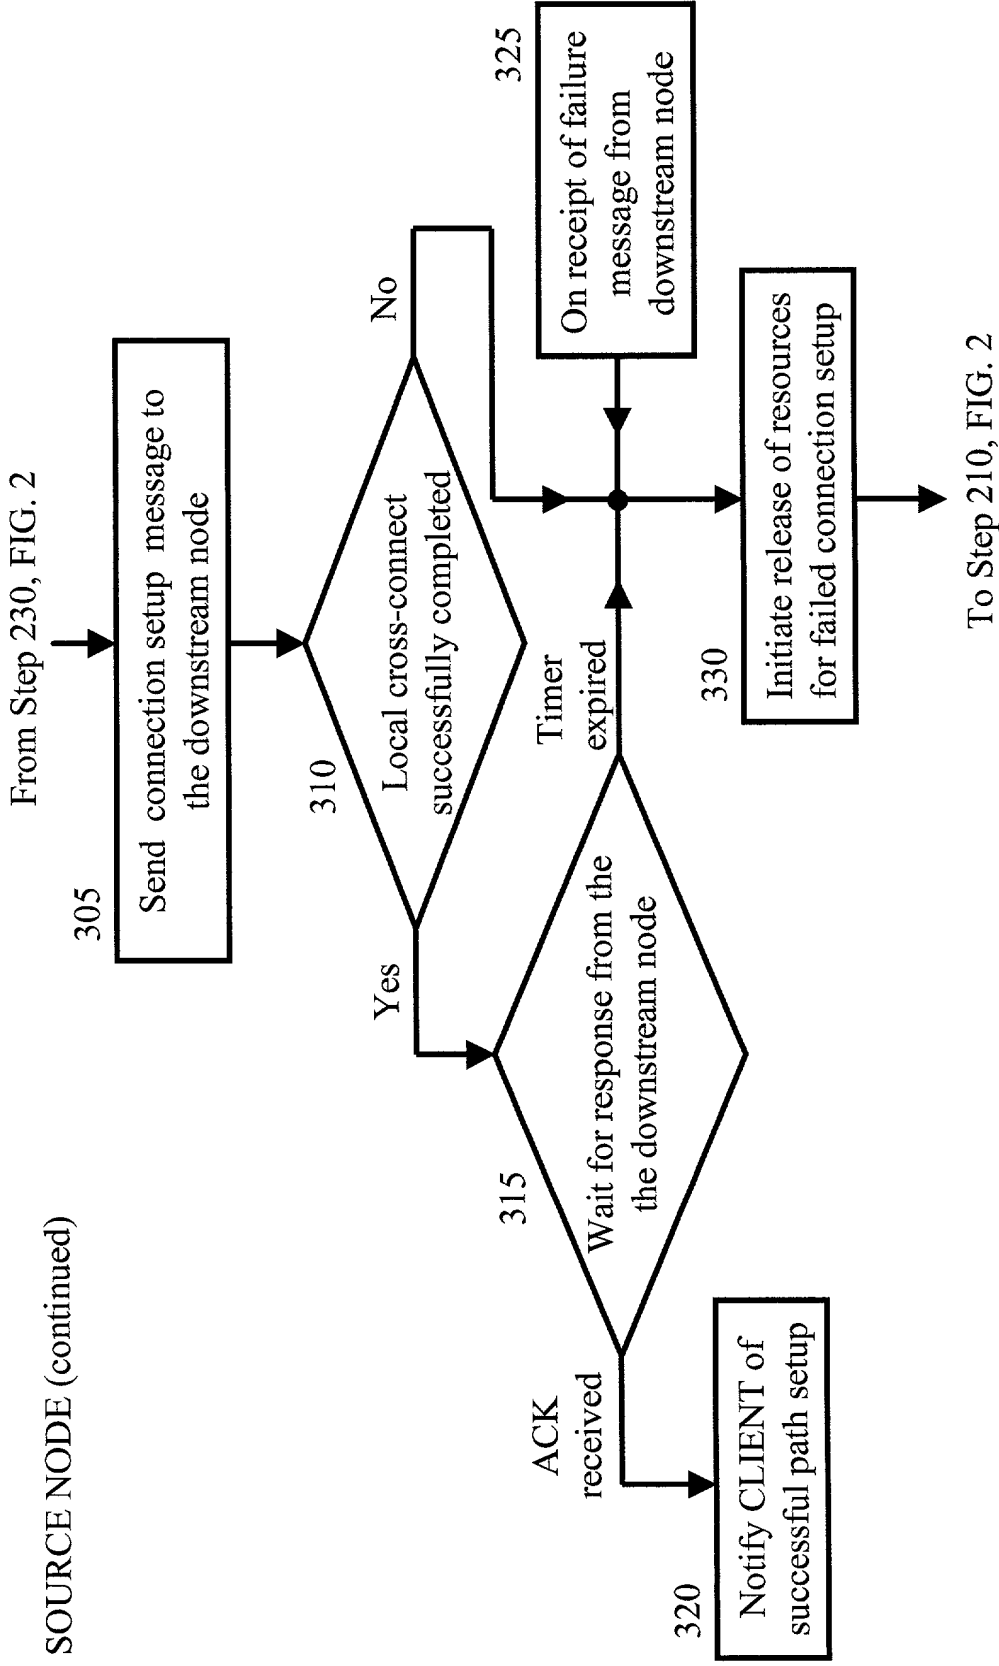 SOURCE NODE (continued)
From Step 230, FIG. 2
305
Send connection setup message to
the downstream node
310
Local cross-connect
successfully completed
Yes
No
315
Wait for response from the
the downstream node
ACK
received
Timer
expired
325
On receipt of failure
message from
downstream node
320
Notify CLIENT of
successful path setup
330
Initiate release of resources
for failed connection setup
To Step 210, FIG. 2